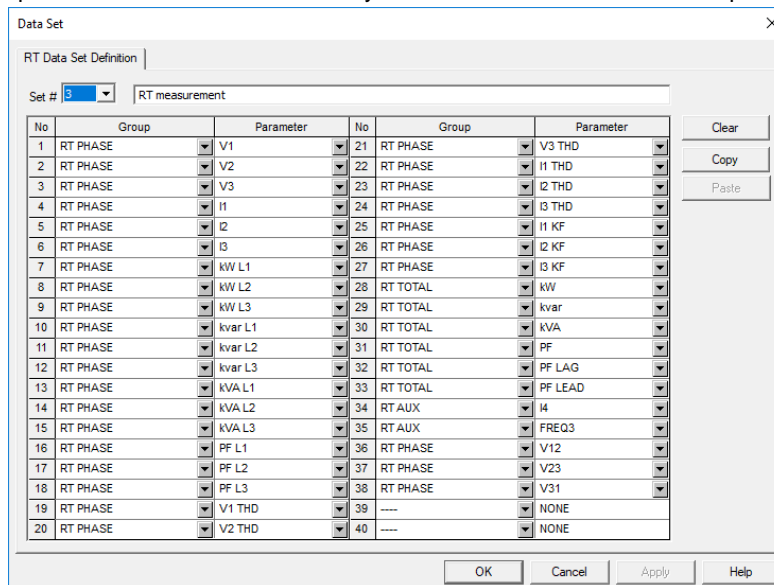 Data Set
RT Data Set Definition
Set # 3 RT measurement
No Group Parameter No Group Parameter Clear
1 RT PHASE V1 21 RT PHASE V3 THD
2 RT PHASE V2 22 RT PHASE I1 THD Copy
3 RT PHASE V3 23 RT PHASE I2 THD
4 RT PHASE I1 24 RT PHASE I3 THD Paste
5 RT PHASE I2 25 RT PHASE I1 KF
6 RT PHASE I3 26 RT PHASE I2 KF
7 RT PHASE kW L1 27 RT PHASE I3 KF
8 RT PHASE kW L2 28 RT TOTAL kW
9 RT PHASE kW L3 29 RT TOTAL kvar
10 RT PHASE kvar L1 30 RT TOTAL kVA
11 RT PHASE kvar L2 31 RT TOTAL PF
12 RT PHASE kvar L3 32 RT TOTAL PF LAG
13 RT PHASE kVA L1 33 RT TOTAL PF LEAD
14 RT PHASE kVA L2 34 RT AUX I4
15 RT PHASE kVA L3 35 RT AUX FREQ3
16 RT PHASE PF L1 36 RT PHASE V12
17 RT PHASE PF L2 37 RT PHASE V23
18 RT PHASE PF L3 38 RT PHASE V31
19 RT PHASE V1 THD 39 ---- NONE
20 RT PHASE V2 THD 40 ---- NONE
OK Cancel Apply Help